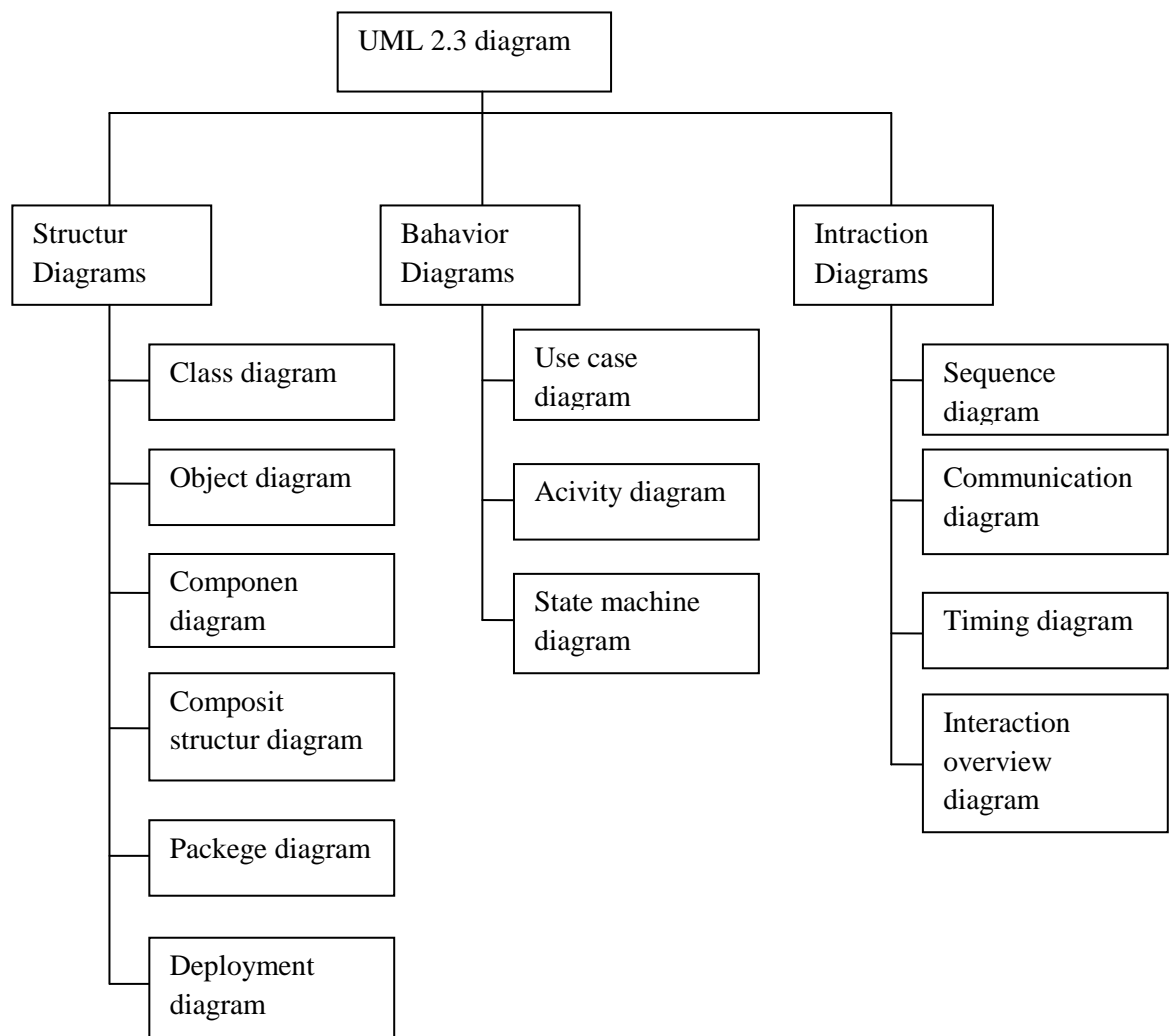 UML 2.3 diagram
Structur
Diagrams
Class diagram
Object diagram
Componen
diagram
Composit
structur diagram
Packege diagram
Deployment
diagram
Bahavior
Diagrams
Use case
diagram
Acivity diagram
State machine
diagram
Intraction
Diagrams
Sequence
diagram
Communication
diagram
Timing diagram
Interaction
overview
diagram